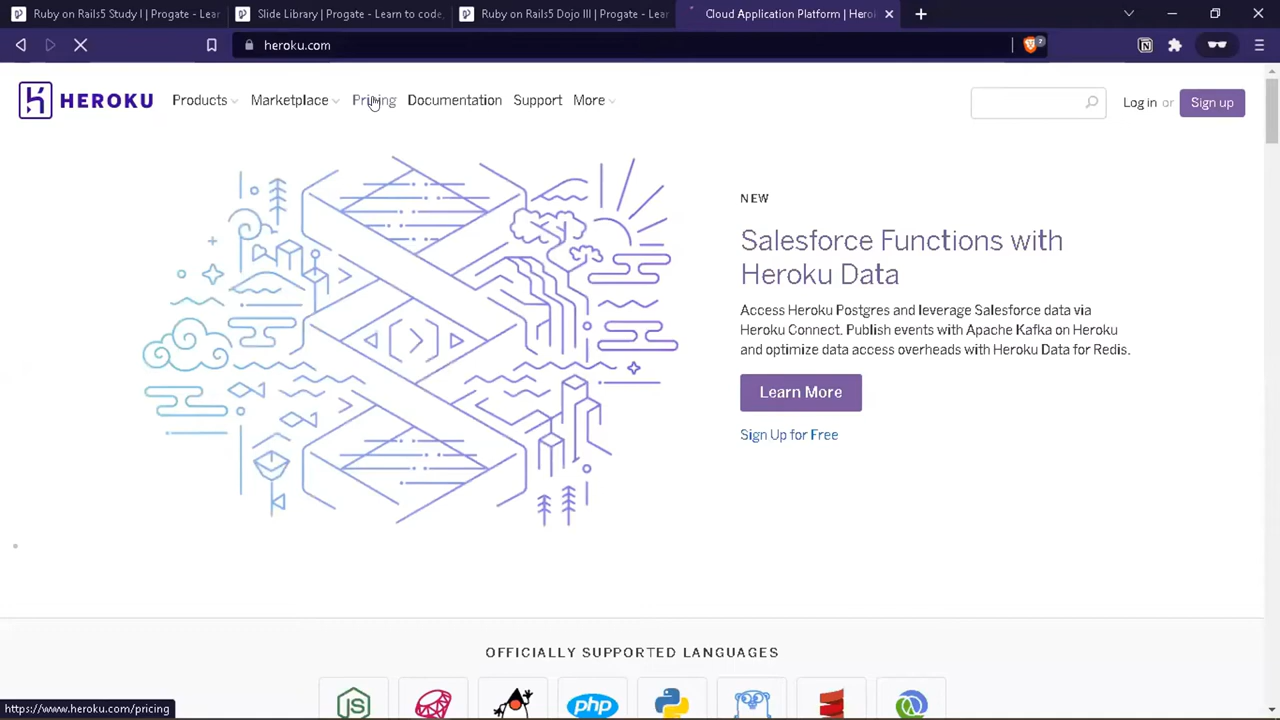 Ruby on Rails5 Study I | Progate - Lear
Slide Library | Progate - Learn to code,
Ruby on Rails5 Dojo III | Progate - Lear
Cloud Application Platform | Hero
heroku.com
7
HEROKU
Products
Marketplace
Pricing
Documentation
Support
More
Log in or
Sign up
NEW
Salesforce Functions with
Heroku Data
Access Heroku Postgres and leverage Salesforce data via
Heroku Connect. Publish events with Apache Kafka on Heroku
and optimize data access overheads with Heroku Data for Redis.
Learn More
Sign Up for Free
OFFICIALLY SUPPORTED LANGUAGES
php
https://www.heroku.com/pricing